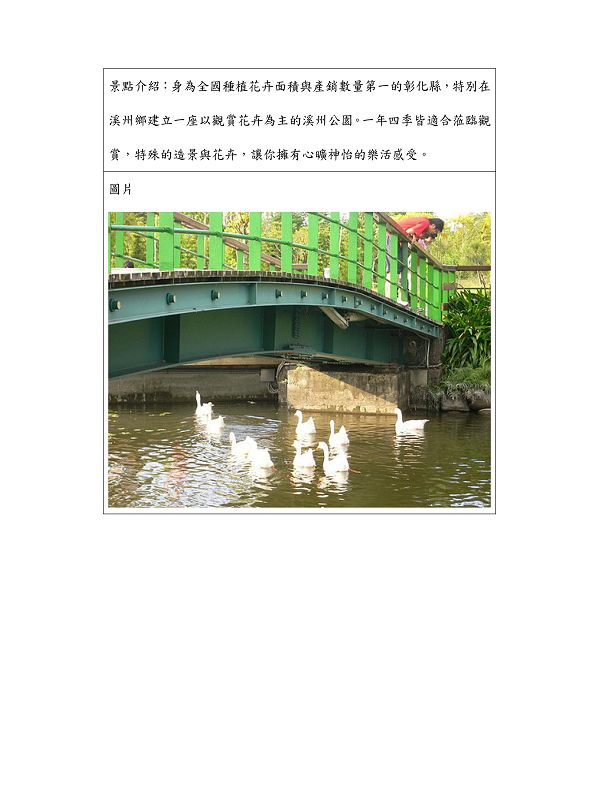 景點介紹：身為全國種植花卉面積與產銷數量第一的彰化縣，特別在
溪州鄉建立一座以觀賞花卉為主的溪州公園。一年四季皆適合蒞臨觀
賞，特殊的造景與花卉，讓你擁有心曠神怡的樂活感受。
圖片